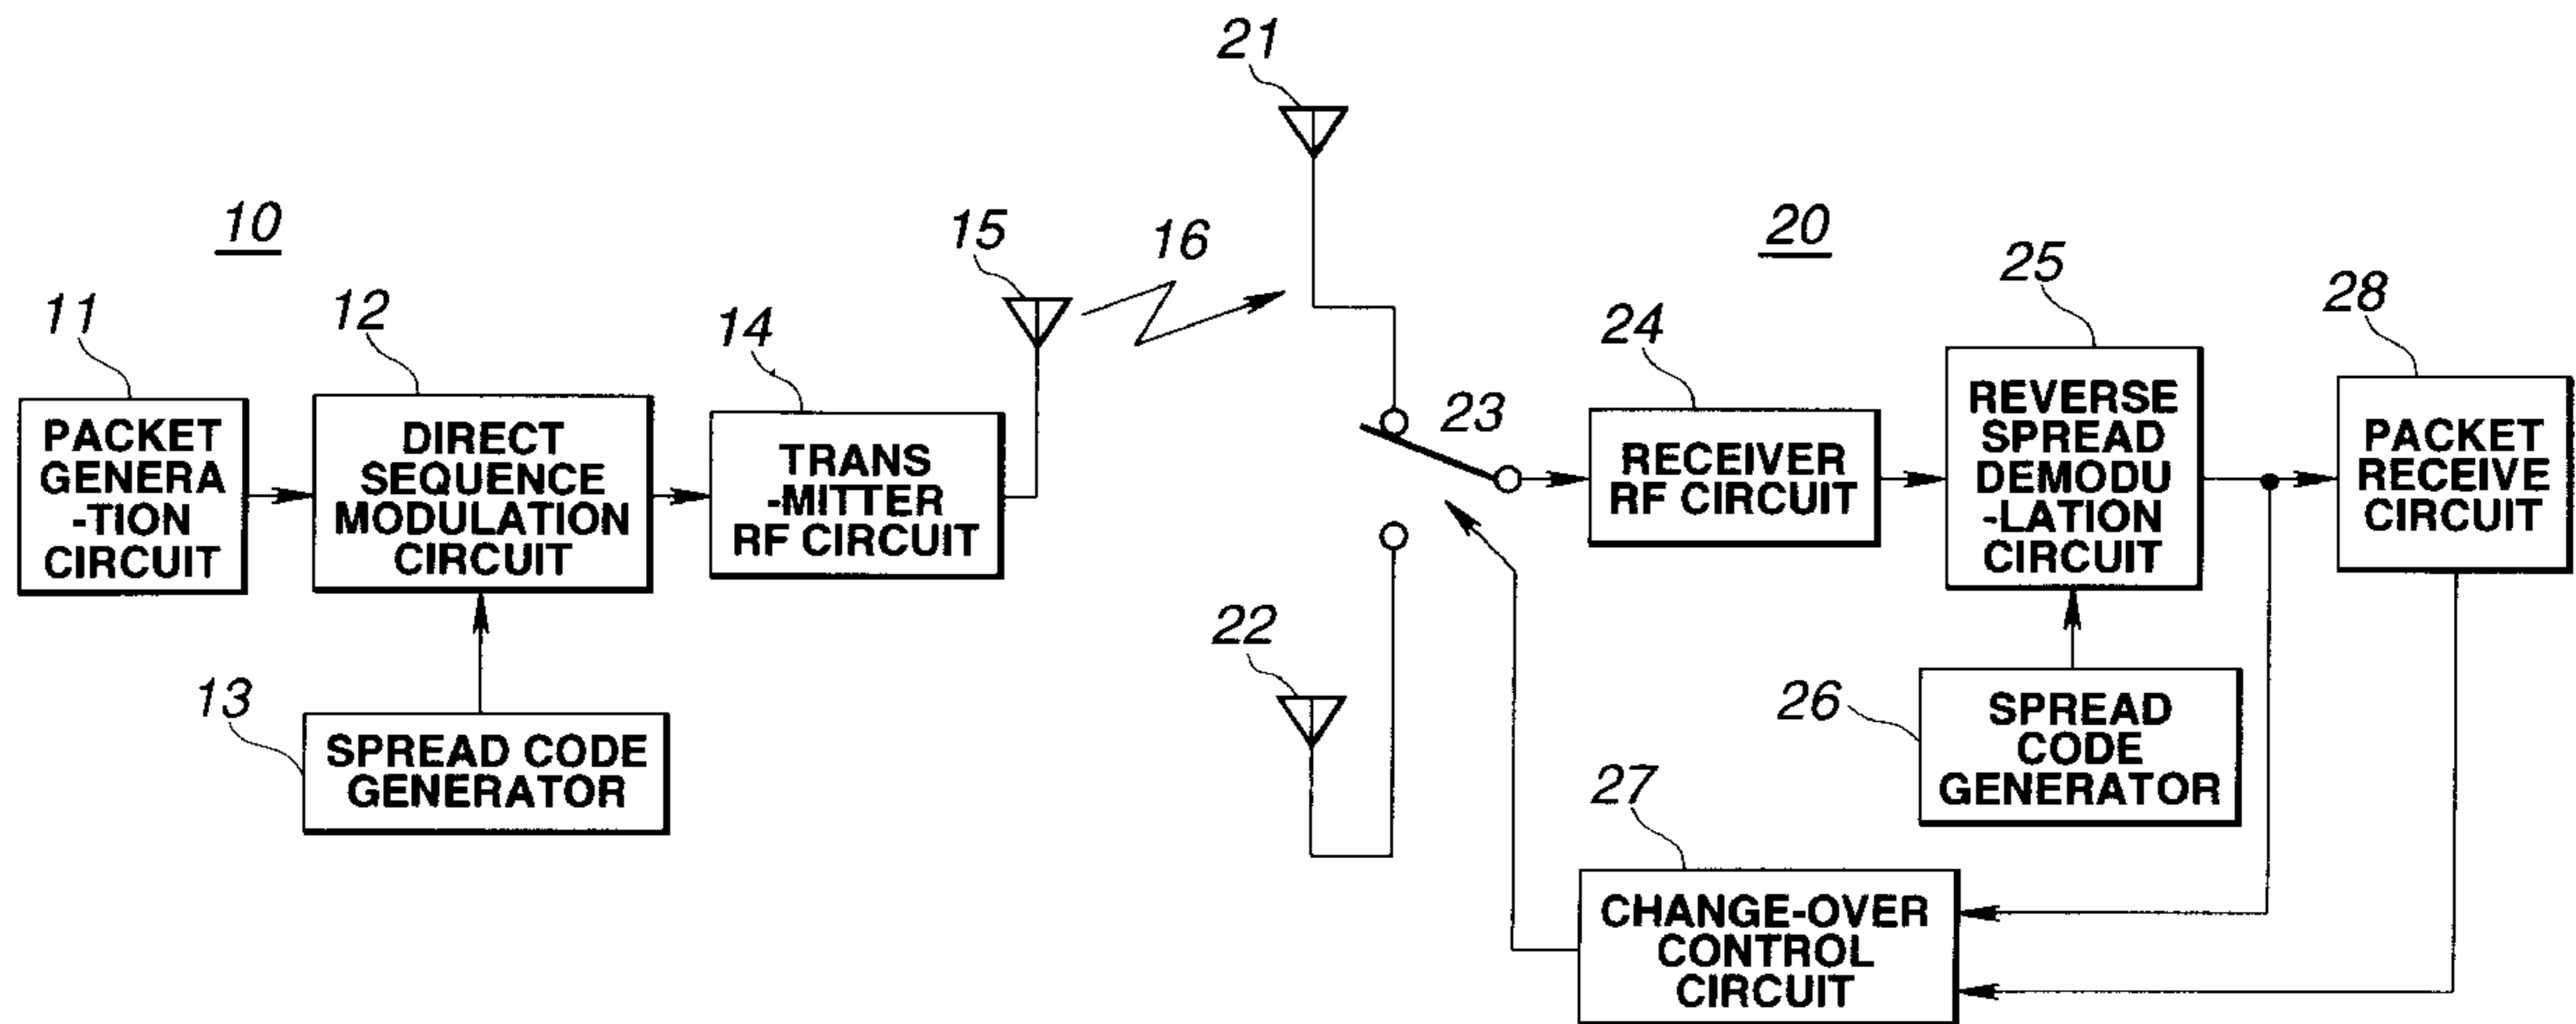 21
10
15
16
20
25
11
12
14
24
28
23
PACKET
GENERA
-TION
CIRCUIT
DIRECT
SEQUENCE
MODULATION
CIRCUIT
TRANS
-MITTER
RF CIRCUIT
RECEIVER
RF CIRCUIT
REVERSE
SPREAD
DEMODU
-LATION
CIRCUIT
PACKET
RECEIVE
CIRCUIT
13
SPREAD CODE
GENERATOR
22
26
SPREAD
CODE
GENERATOR
27
CHANGE-OVER
CONTROL
CIRCUIT